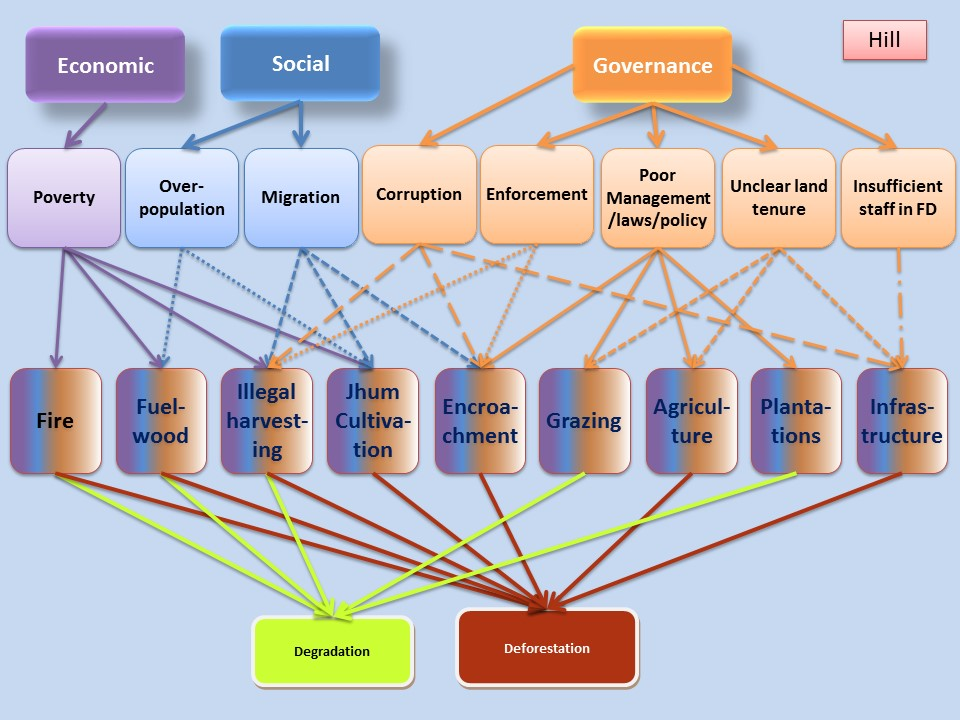 Economic
Social
Governance
Hill
Poverty
Over-
population
Migration
Corruption
Enforcement
Poor
Management
/laws/policy
Unclear land
tenure
Insufficient
staff in FD
Fire
Fuel-
wood
Illegal
harvest-
ing
Jhum
Cultiva-
tion
Encroa-
chment
Grazing
Agricul-
ture
Planta-
tions
Infras-
tructure
Degradation
Deforestation